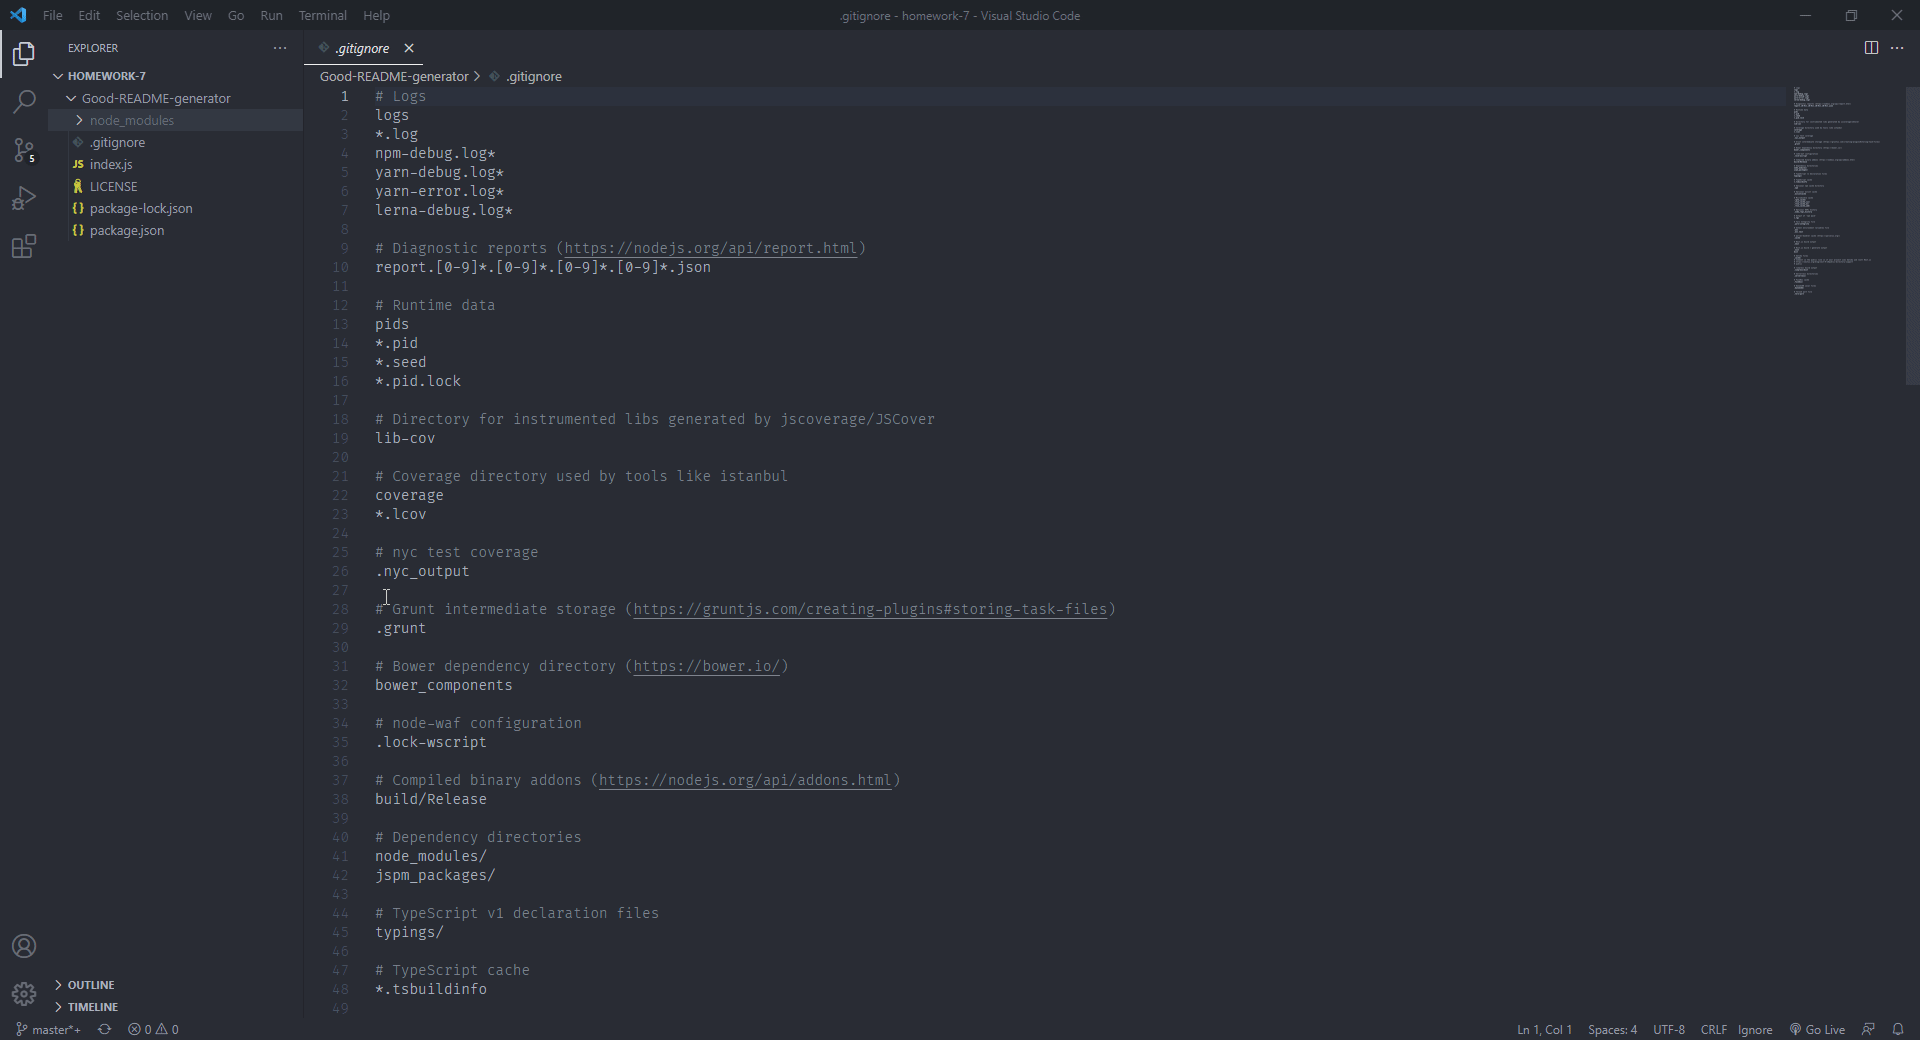 File Edit Selection View Go Run Terminal Help
.gitignore - homework-7 - Visual Studio Code
EXPLORER
HOMEWORK-7
Good-README-generator
node_modules
.gitignore
JS index.js
LICENSE
{} package-lock.json
{} package.json
5
OUTLINE
TIMELINE
.gitignore
Good-README-generator > .gitignore
1 # Logs
2 logs
3 *.log
4 npm-debug.log*
5 yarn-debug.log*
6 yarn-error.log*
7 lerna-debug.log*
8
9 # Diagnostic reports (https://nodejs.org/api/report.html)
10 report.[0-9]*.[0-9]*.[0-9]*.[0-9]*.json
11
12 # Runtime data
13 pids
14 *.pid
15 *.seed
16 *.pid.lock
17
18 # Directory for instrumented libs generated by jscoverage/JSCover
19 lib-cov
20
21 # Coverage directory used by tools like istanbul
22 coverage
23 *.lcov
24
25 # nyc test coverage
26 .nyc_output
27
28 # Grunt intermediate storage (https://gruntjs.com/creating-plugins#storing-task-files)
29 .grunt
30
31 # Bower dependency directory (https://bower.io/)
32 bower_components
33
34 # node-waf configuration
35 .lock-wscript
36
37 # Compiled binary addons (https://nodejs.org/api/addons.html)
38 build/Release
39
40 # Dependency directories
41 node_modules/
42 jspm_packages/
43
44 # TypeScript v1 declaration files
45 typings/
46
47 # TypeScript cache
48 *.tsbuildinfo
49
master*+ 0 0 Ln 1, Col 1 Spaces: 4 UTF-8 CRLF Ignore Go Live